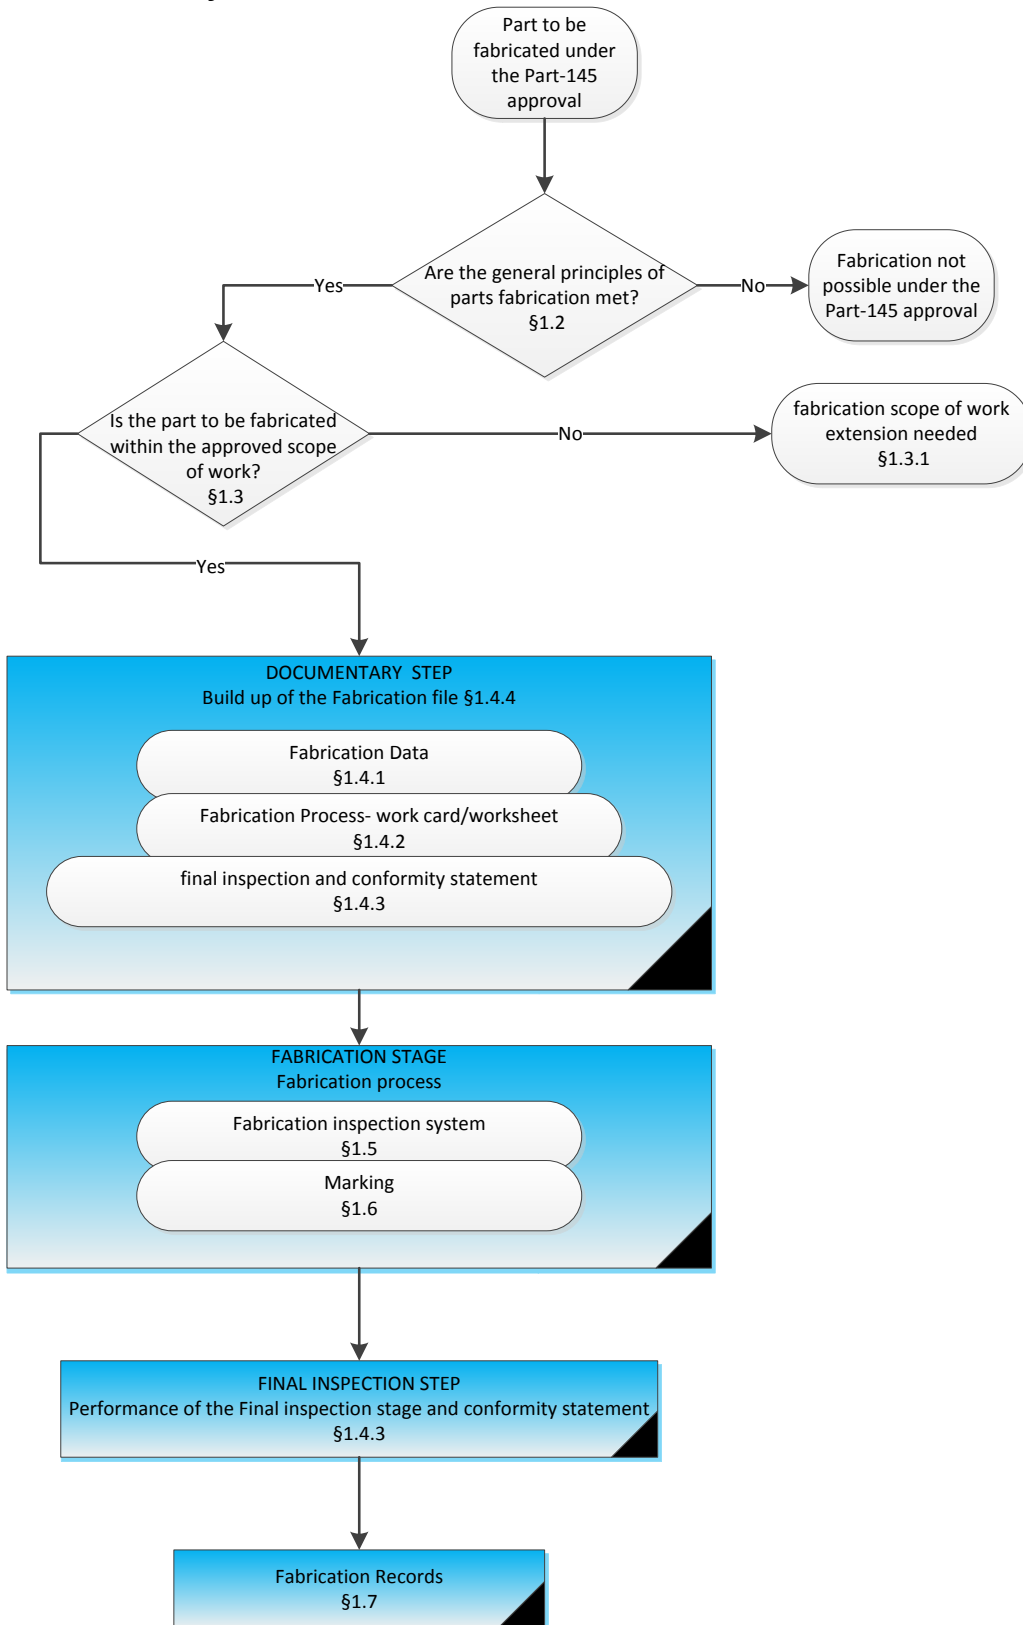 Part to be
fabricated under
the Part-145
approval
Are the general principles of
parts fabrication met?
§1.2
Yes
No
Fabrication not
possible under the
Part-145 approval
Is the part to be fabricated
within the approved scope
of work?
§1.3
No
fabrication scope of work
extension needed
§1.3.1
Yes
DOCUMENTARY  STEP
Build up of the Fabrication file §1.4.4
Fabrication Data
§1.4.1
Fabrication Process- work card/worksheet
§1.4.2
final inspection and conformity statement
§1.4.3
FABRICATION STAGE
Fabrication process
Fabrication inspection system
§1.5
Marking
§1.6
FINAL INSPECTION STEP
Performance of the Final inspection stage and conformity statement
§1.4.3
Fabrication Records
§1.7